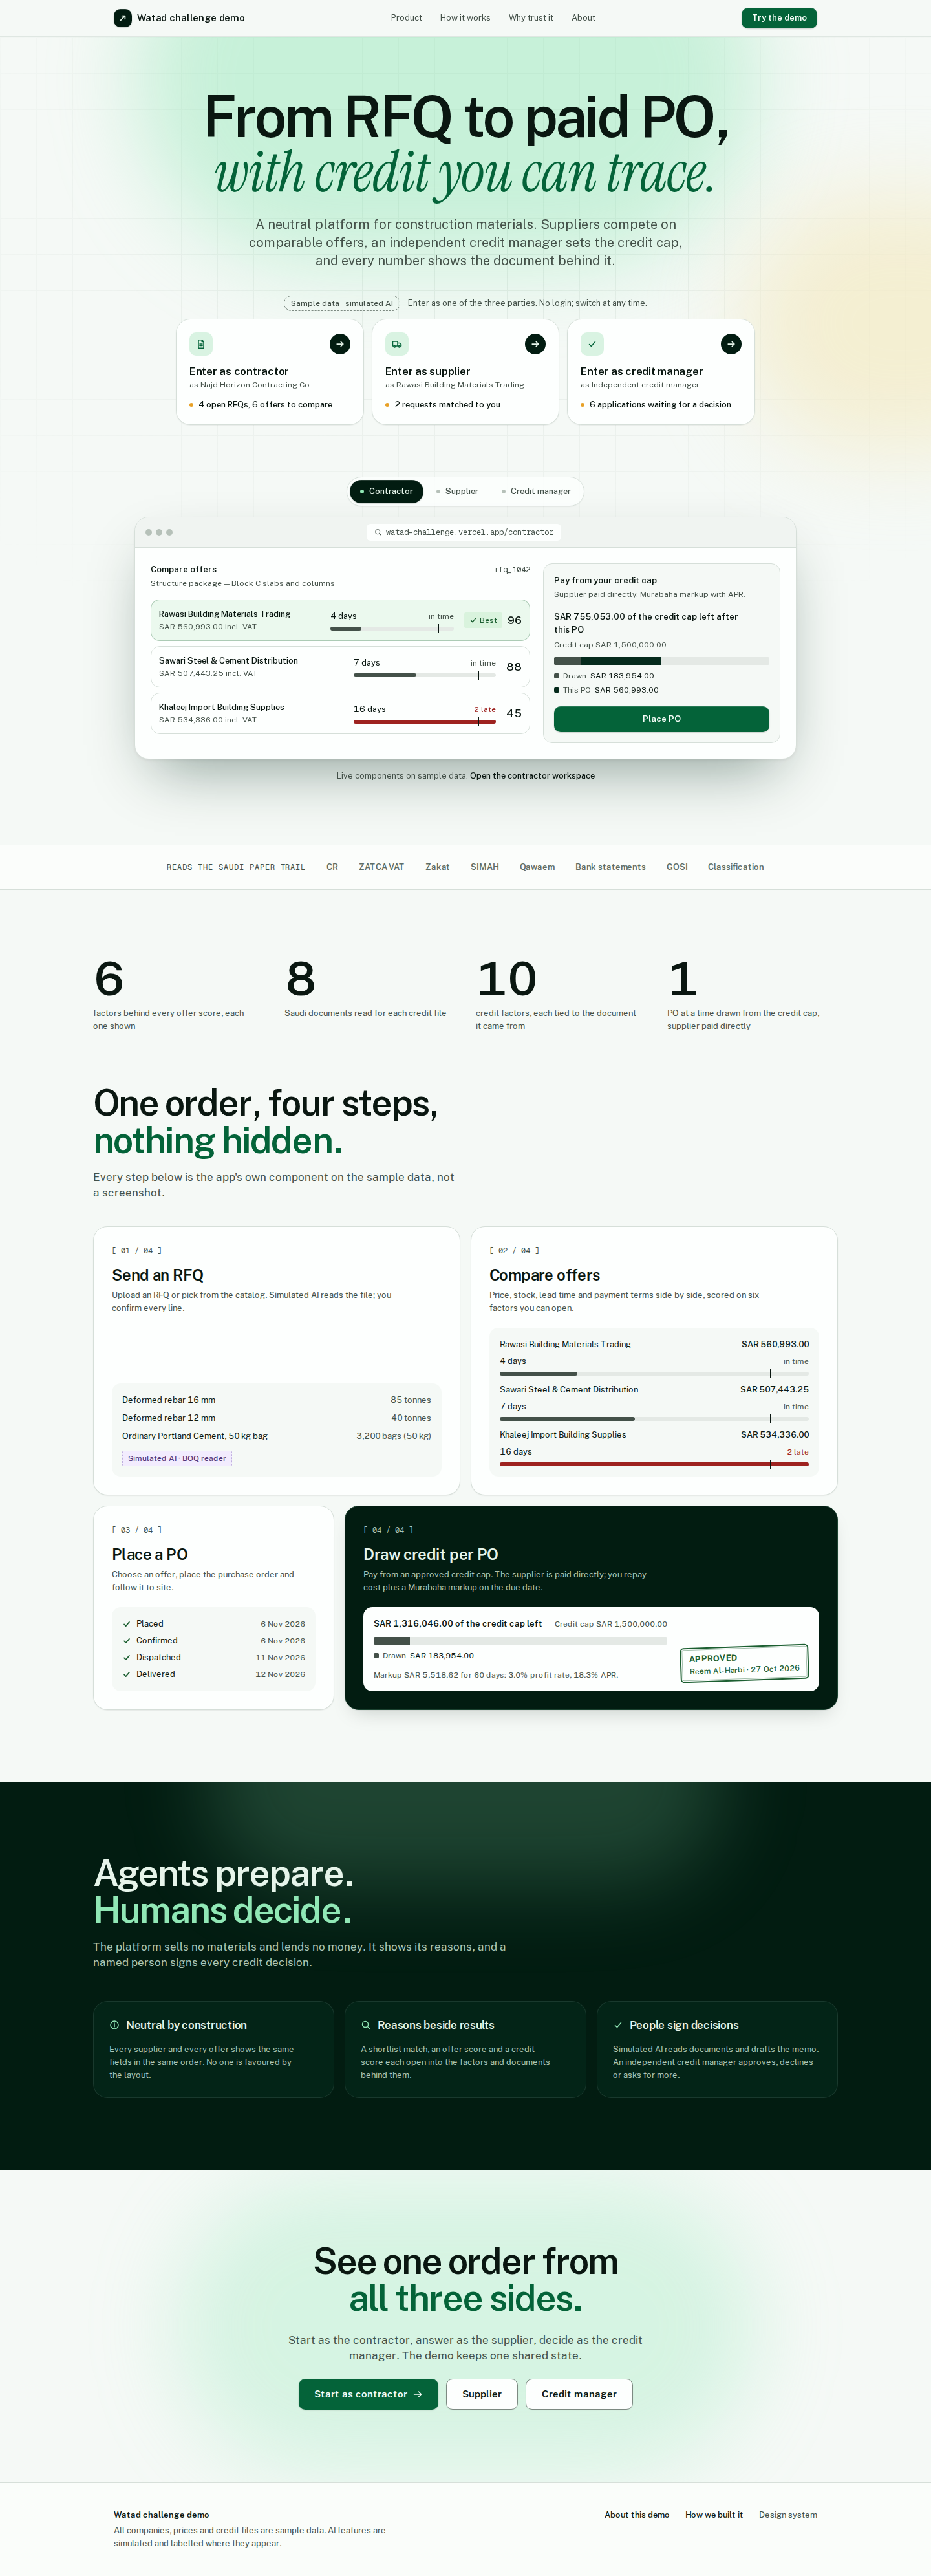 Watad challenge demo
Product
How it works
Why trust it
About
Try the demo
From RFQ to paid PO,
with credit you can trace.
A neutral platform for construction materials. Suppliers compete on
comparable offers, an independent credit manager sets the credit cap,
and every number shows the document behind it.
Sample data · simulated AI
Enter as one of the three parties. No login; switch at any time.
Enter as contractor
as Najd Horizon Contracting Co.
4 open RFQs, 6 offers to compare
Enter as supplier
as Rawasi Building Materials Trading
2 requests matched to you
Enter as credit manager
as Independent credit manager
6 applications waiting for a decision
Contractor
Supplier
Credit manager
watad-challenge.vercel.app/contractor
Compare offers
rfq_1042
Structure package — Block C slabs and columns
Rawasi Building Materials Trading
SAR 560,993.00 incl. VAT
4 days
in time
Best
96
Sawari Steel & Cement Distribution
SAR 507,443.25 incl. VAT
7 days
in time
88
Khaleej Import Building Supplies
SAR 534,336.00 incl. VAT
16 days
2 late
45
Pay from your credit cap
Supplier paid directly; Murabaha markup with APR.
SAR 755,053.00 of the credit cap left after
this PO
Credit cap SAR 1,500,000.00
Drawn SAR 183,954.00
This PO SAR 560,993.00
Place PO
Live components on sample data. Open the contractor workspace
READS THE SAUDI PAPER TRAIL
CR
ZATCA VAT
Zakat
SIMAH
Qawaem
Bank statements
GOSI
Classification
6
factors behind every offer score, each
one shown
8
Saudi documents read for each credit file
10
credit factors, each tied to the document
it came from
1
PO at a time drawn from the credit cap,
supplier paid directly
One order, four steps,
nothing hidden.
Every step below is the app's own component on the sample data, not
a screenshot.
[ 01 / 04 ]
Send an RFQ
Upload an RFQ or pick from the catalog. Simulated AI reads the file; you
confirm every line.
Deformed rebar 16 mm
85 tonnes
Deformed rebar 12 mm
40 tonnes
Ordinary Portland Cement, 50 kg bag
3,200 bags (50 kg)
Simulated AI · BOQ reader
[ 02 / 04 ]
Compare offers
Price, stock, lead time and payment terms side by side, scored on six
factors you can open.
Rawasi Building Materials Trading
SAR 560,993.00
4 days
in time
Sawari Steel & Cement Distribution
SAR 507,443.25
7 days
in time
Khaleej Import Building Supplies
SAR 534,336.00
16 days
2 late
[ 03 / 04 ]
Place a PO
Choose an offer, place the purchase order and
follow it to site.
Placed
6 Nov 2026
Confirmed
6 Nov 2026
Dispatched
11 Nov 2026
Delivered
12 Nov 2026
[ 04 / 04 ]
Draw credit per PO
Pay from an approved credit cap. The supplier is paid directly; you repay
cost plus a Murabaha markup on the due date.
SAR 1,316,046.00 of the credit cap left
Credit cap SAR 1,500,000.00
Drawn SAR 183,954.00
Markup SAR 5,518.62 for 60 days: 3.0% profit rate, 18.3% APR.
APPROVED
Reem Al-Harbi · 27 Oct 2026
Agents prepare.
Humans decide.
The platform sells no materials and lends no money. It shows its reasons, and a
named person signs every credit decision.
Neutral by construction
Every supplier and every offer shows the same
fields in the same order. No one is favoured by
the layout.
Reasons beside results
A shortlist match, an offer score and a credit
score each open into the factors and documents
behind them.
People sign decisions
Simulated AI reads documents and drafts the memo.
An independent credit manager approves, declines
or asks for more.
See one order from
all three sides.
Start as the contractor, answer as the supplier, decide as the credit
manager. The demo keeps one shared state.
Start as contractor
Supplier
Credit manager
Watad challenge demo
All companies, prices and credit files are sample data. AI features are
simulated and labelled where they appear.
About this demo
How we built it
Design system